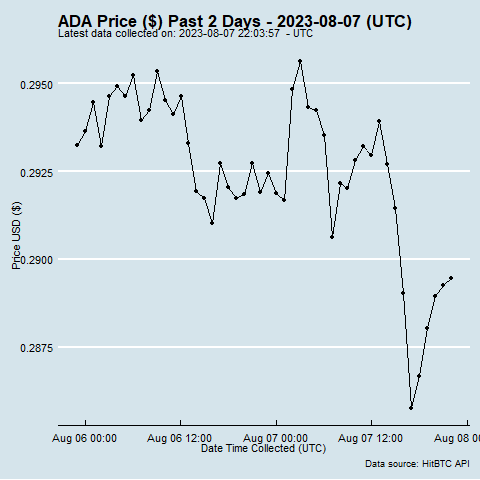 ADA Price ($) Past 2 Days - 2023-08-07 (UTC)
Latest data collected on: 2023-08-07 22:03:57 - UTC
0.2950
0.2925
0.2900
0.2875
Price USD ($)
Aug 06 00:00 Aug 06 12:00 Aug 07 00:00 Aug 07 12:00 Aug 08 0
Date Time Collected (UTC)
Data source: HitBTC API